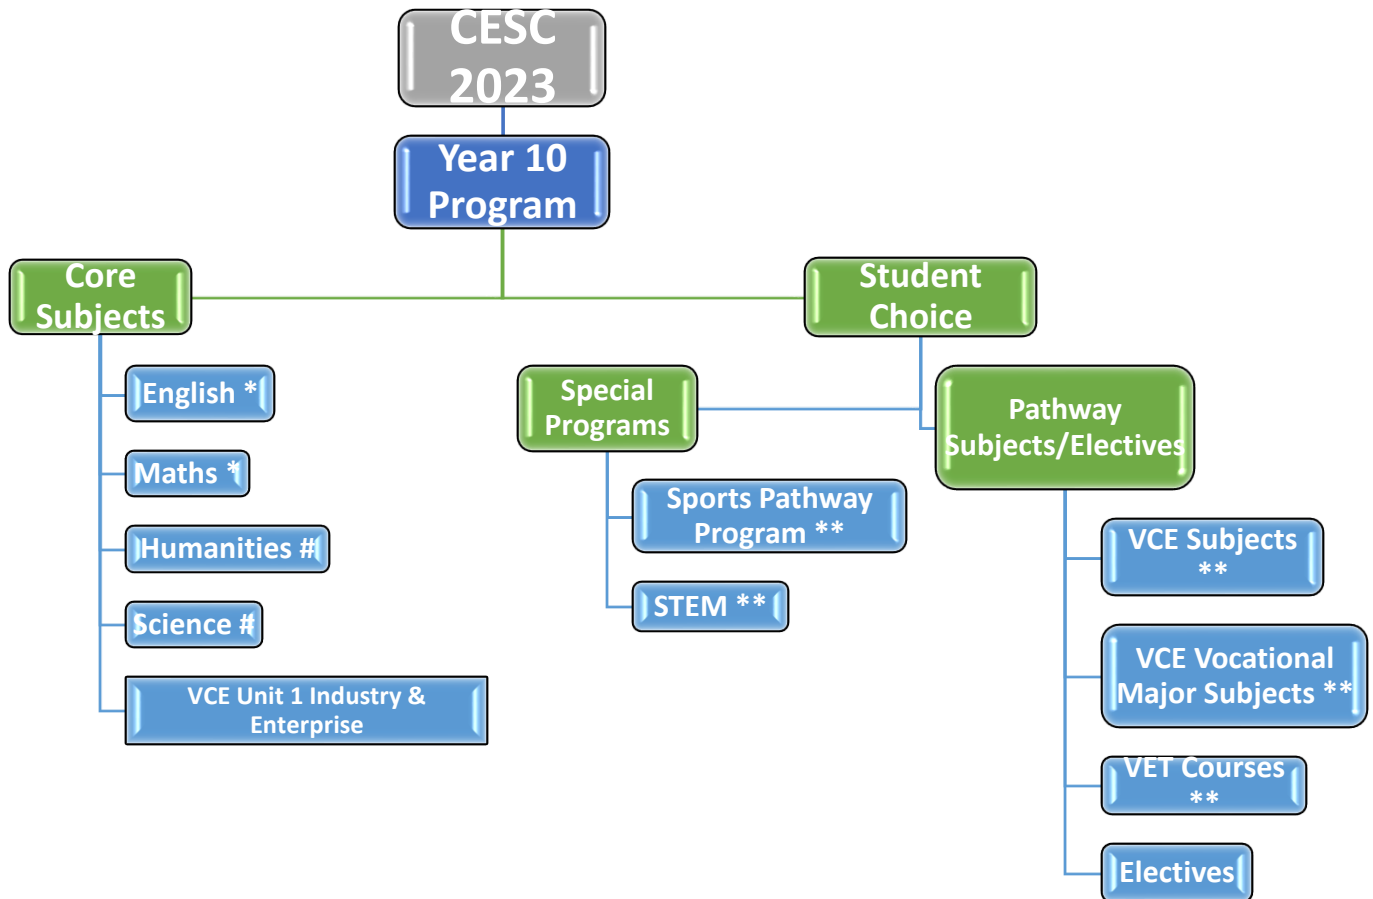 CESC
2023
Year 10
Program
Core
Subjects
English *
Maths *
Humanities #
Science #
VCE Unit 1 Industry &
Enterprise
Student
Choice
Special
Programs
Sports Pathway
Program **
STEM **
Pathway
Subjects/Electives
VCE Subjects
**
VCE Vocational
Major Subjects **
VET Courses
**
Electives